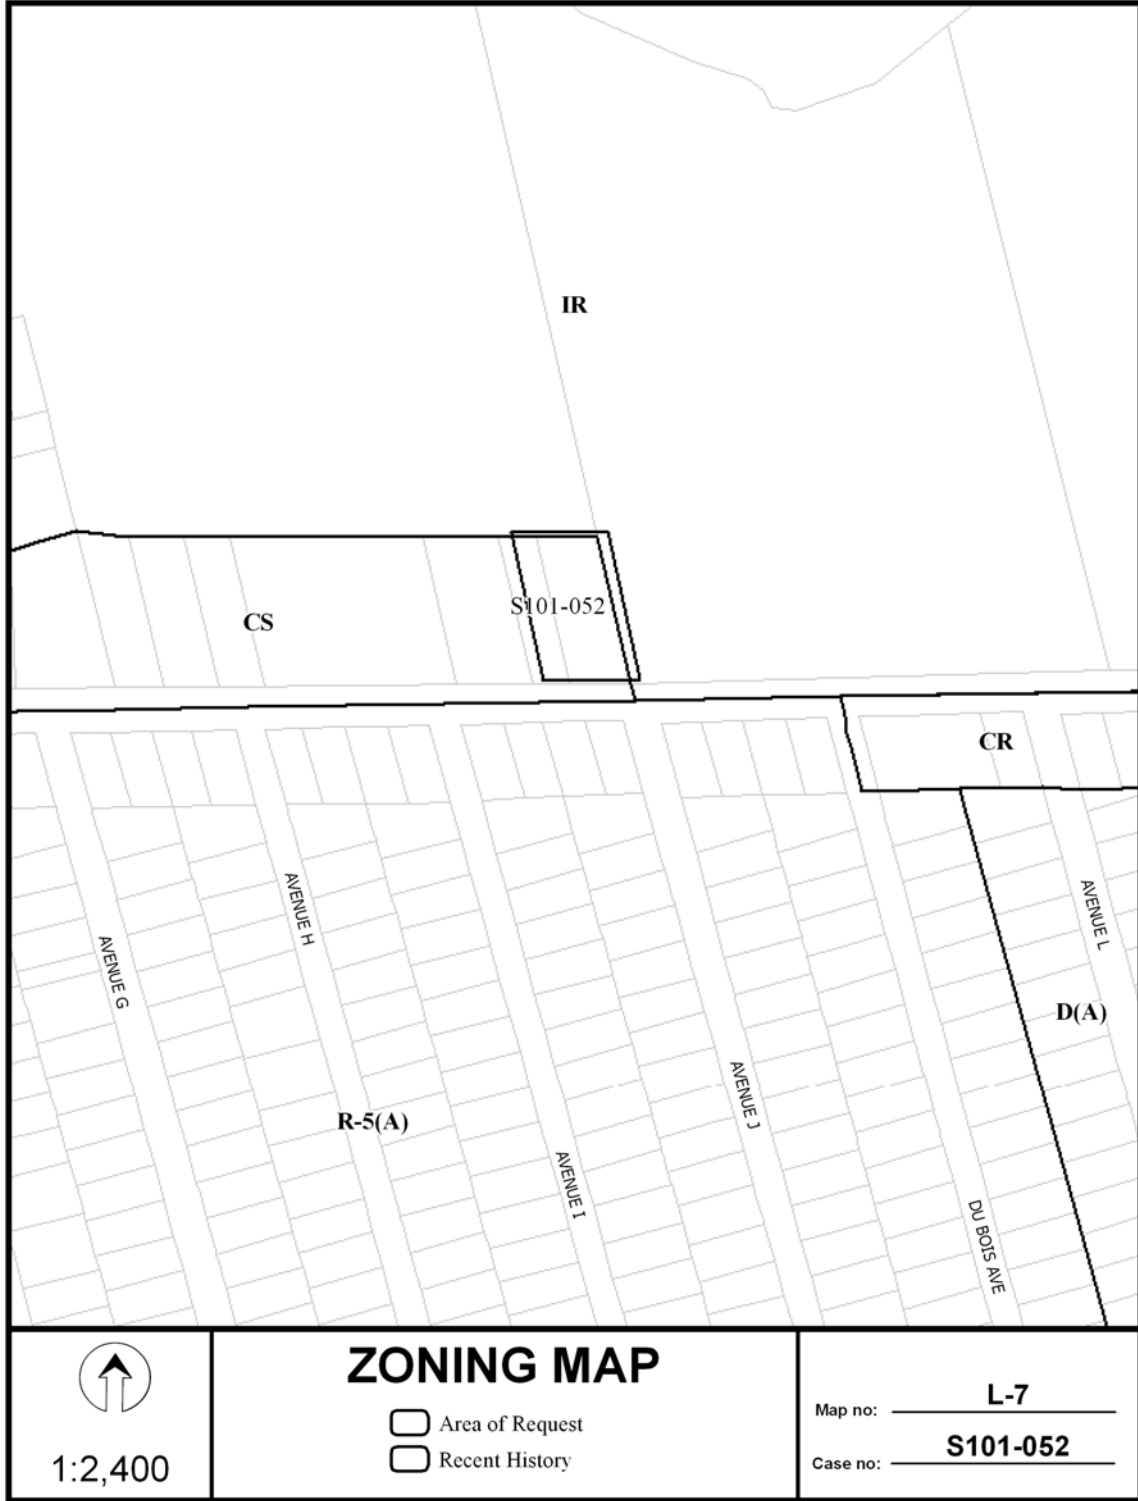 IR
S101-052
CS
CR
AVENUE H
AVENUE L
AVENUE G
D(A)
AVENUE J
R-5(A)
AVENUE I
DU BOIS AVE
1:2,400
ZONING MAP
Area of Request
Recent History
Map no: L-7
Case no: S101-052